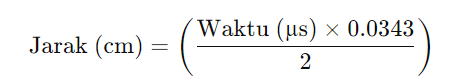 Jarak (cm) = ( Waktu (μs) × 0.0343 / 2 )